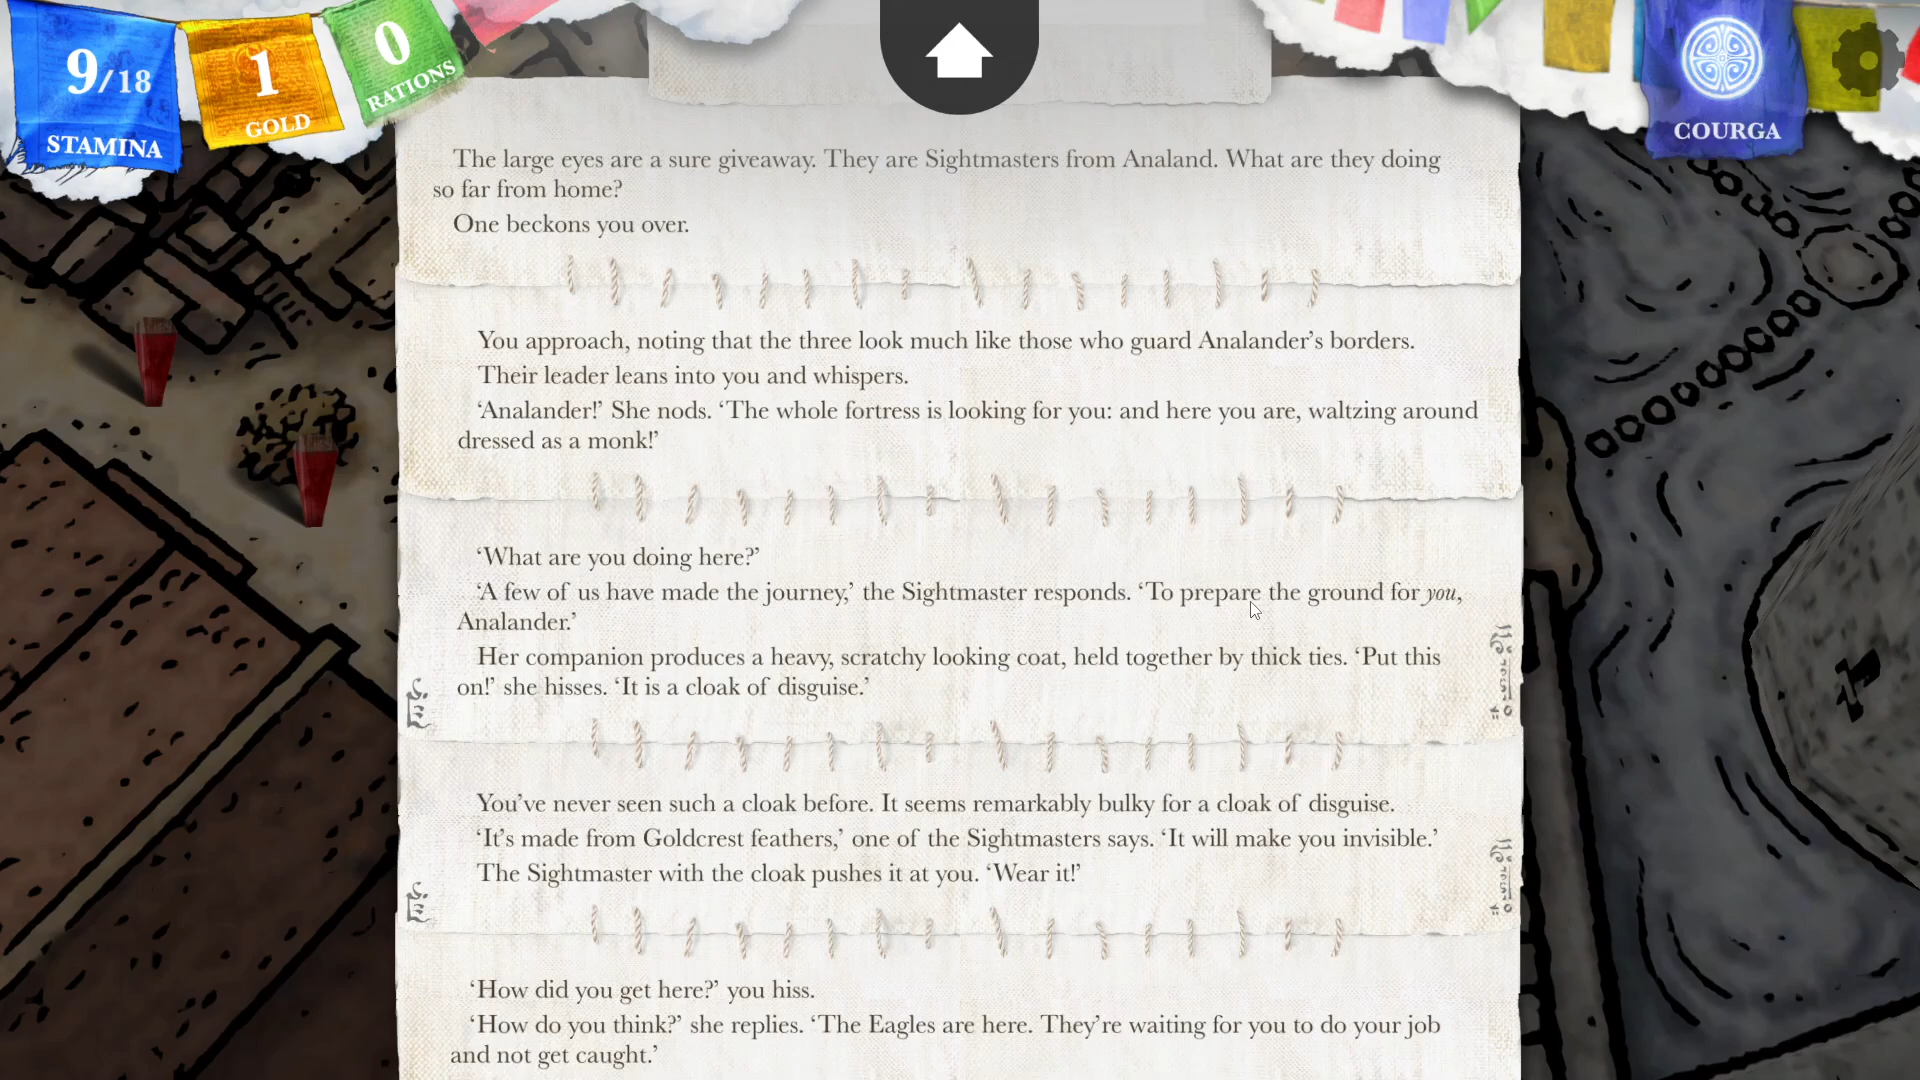 9/18
STAMINA
1
GOLD
0
RATIONS
COURGA
The large eyes are a sure giveaway. They are Sightmasters from Analand. What are they doing
so far from home?
One beckons you over.
You approach, noting that the three look much like those who guard Analander’s borders.
Their leader leans into you and whispers.
‘Analander!’ She nods. ‘The whole fortress is looking for you: and here you are, waltzing around
dressed as a monk!’
‘What are you doing here?’
‘A few of us have made the journey,’ the Sightmaster responds. ‘To prepare the ground for you,
Analander.’
Her companion produces a heavy, scratchy looking coat, held together by thick ties. ‘Put this
on!’ she hisses. ‘It is a cloak of disguise.’
You’ve never seen such a cloak before. It seems remarkably bulky for a cloak of disguise.
‘It’s made from Goldcrest feathers,’ one of the Sightmasters says. ‘It will make you invisible.’
The Sightmaster with the cloak pushes it at you. ‘Wear it!’
‘How did you get here?’ you hiss.
‘How do you think?’ she replies. ‘The Eagles are here. They’re waiting for you to do your job
and not get caught.’